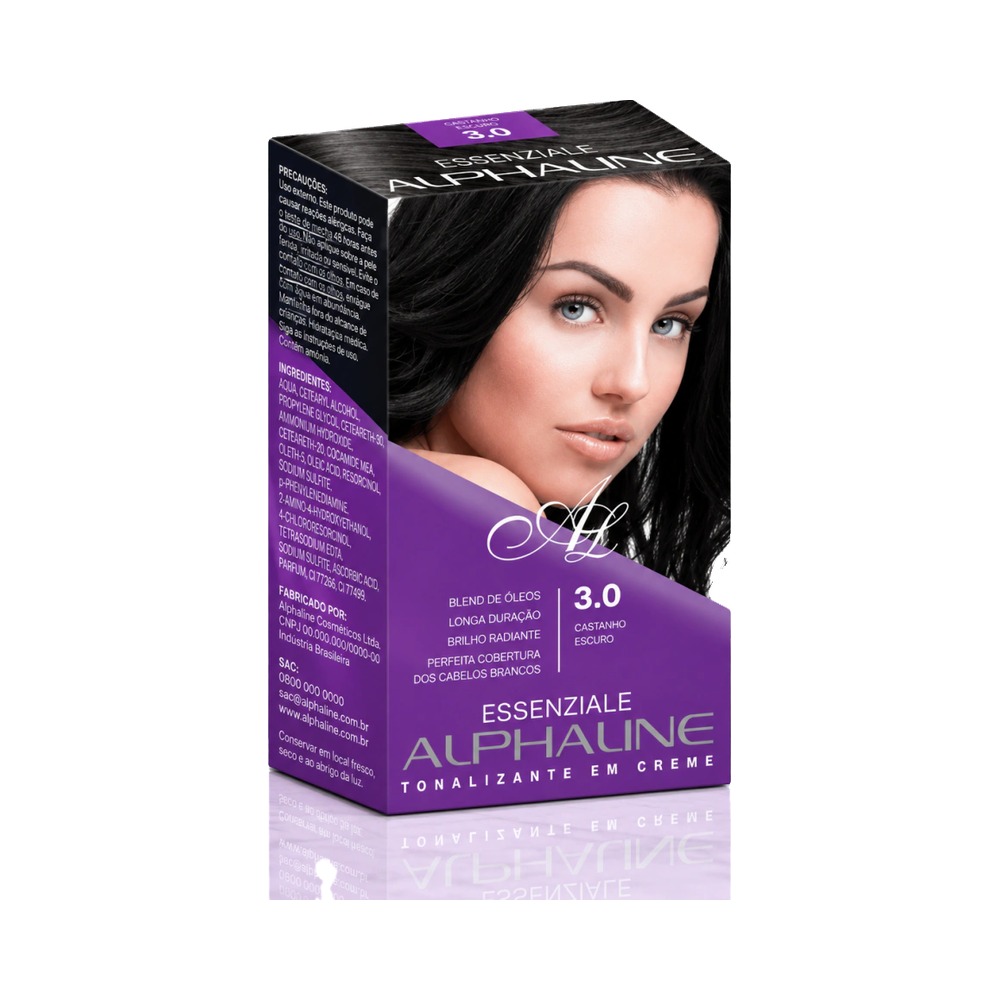 CASTANHO
ESCURO
3.0
ESSENZIALE
ALPHALINE
PRECAUÇÕES:
Uso externo. Este produto pode
causar reações alérgicas. Faça
o teste de mecha 48 horas antes
do uso. Não aplique sobre a pele
ferida, irritada ou sensível. Evite o
contato com os olhos. Em caso de
contato com os olhos, enxágue
com água em abundância.
Mantenha fora do alcance de
crianças. Hidratação médica.
Siga as instruções de uso.
Contém amônia.
INGREDIENTES:
AQUA, CETEARYL ALCOHOL,
PROPYLENE GLYCOL, CETEARETH-30,
AMMONIUM HYDROXIDE,
CETEARETH-20, COCAMIDE MEA,
OLETH-5, OLEIC ACID, RESORCINOL,
SODIUM SULFITE,
p-PHENYLENEDIAMINE,
2-AMINO-4-HYDROXYETHANOL,
4-CHLORORESORCINOL,
TETRASODIUM EDTA,
SODIUM SULFITE, ASCORBIC ACID,
PARFUM, CI 77266, CI 77499.
FABRICADO POR:
Alphaline Cosméticos Ltda.
CNPJ 00.000.000/0000-00
Indústria Brasileira
SAC:
0800 000 0000
sac@alphaline.com.br
www.alphaline.com.br
Conservar em local fresco,
seco e ao abrigo da luz.
AL
BLEND DE ÓLEOS
LONGA DURAÇÃO
BRILHO RADIANTE
PERFEITA COBERTURA
DOS CABELOS BRANCOS
3.0
CASTANHO
ESCURO
ESSENZIALE
ALPHALINE
TONALIZANTE EM CREME